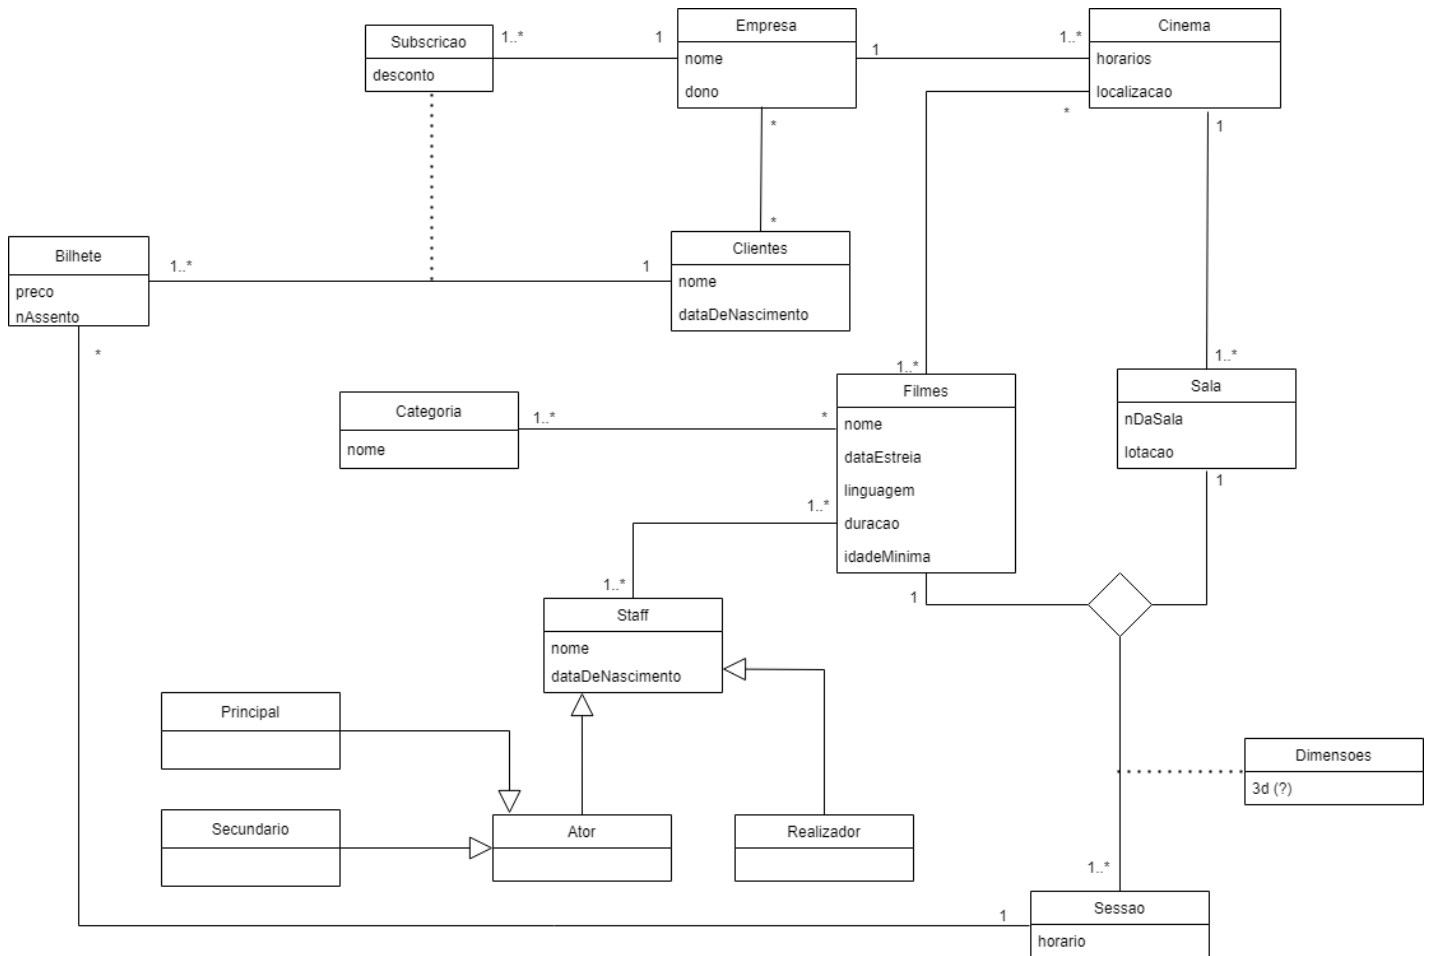 Subscricao
desconto
1..*
1
Empresa
nome
dono
1
1..*
Cinema
horarios
localizacao
*
1
*
*
Bilhete
preco
nAssento
1..*
1
Clientes
nome
dataDeNascimento
*
1..*
1..*
Categoria
nome
1..*
*
Filmes
nome
dataEstreia
linguagem
duracao
idadeMinima
Sala
nDaSala
lotacao
1
1..*
1..*
1
Staff
nome
dataDeNascimento
Principal
Secundario
Ator
Realizador
Dimensoes
3d (?)
1..*
1
Sessao
horario